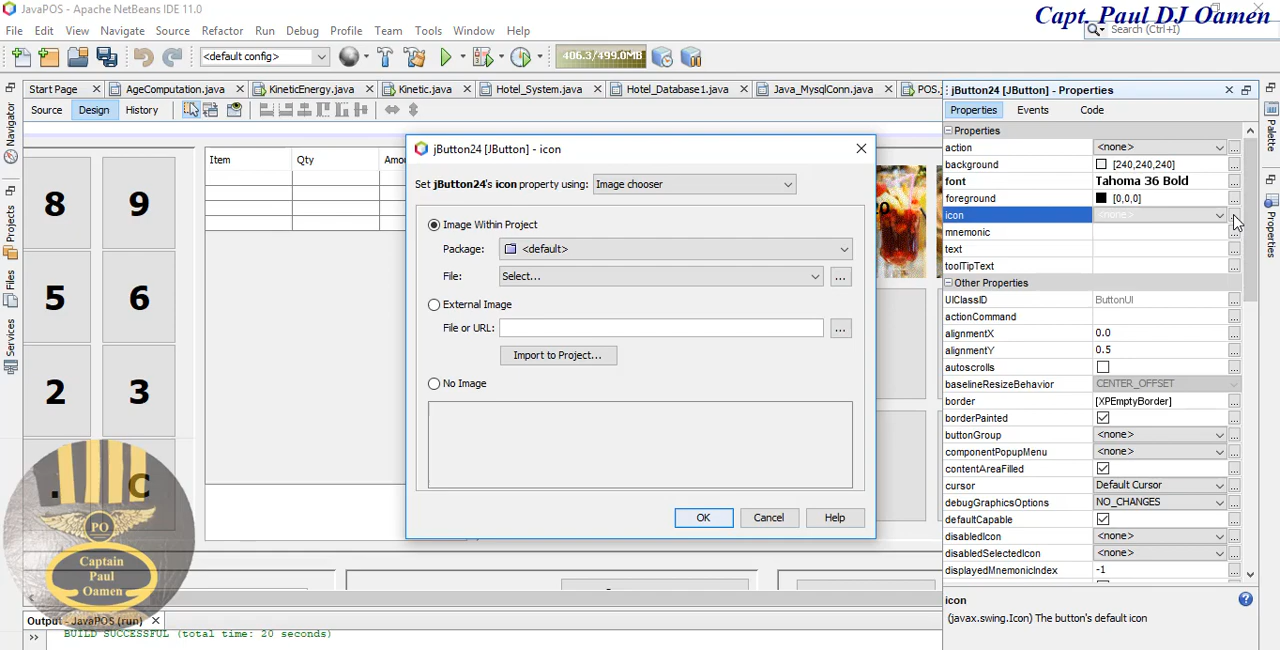 JavaPOS - Apache NetBeans IDE 11.0
Capt. Paul DJ Oamen
File Edit View Navigate Source Refactor Run Debug Profile Team Tools Window Help
Search (Ctrl+I)
<default config>
406.3/499.0MB
Start Page
AgeComputation.java
KineticEnergy.java
Kinetic.java
Hotel_System.java
Hotel_Database1.java
Java_MysqlConn.java
POS.j
Source Design History
Navigator
Projects
Files
Services
8 9
5 6
2 3
. C
Item Qty Amo
0
PO
Captain
Paul
Oamen
jButton24 [JButton] - icon
Set jButton24's icon property using: Image chooser
Image Within Project
Package: <default>
File: Select... ...
External Image
File or URL: ...
Import to Project...
No Image
OK Cancel Help
jButton24 [JButton] - Properties
Properties Events Code
Properties
action <none> ...
background [240,240,240] ...
font Tahoma 36 Bold ...
foreground [0,0,0] ...
icon <none> ...
mnemonic ...
text ...
toolTipText ...
Other Properties
UIClassID ButtonUI ...
actionCommand ...
alignmentX 0.0 ...
alignmentY 0.5 ...
autoscrolls ...
baselineResizeBehavior CENTER_OFFSET ...
border [XPEmptyBorder] ...
borderPainted ...
buttonGroup <none> ...
componentPopupMenu <none> ...
contentAreaFilled ...
cursor Default Cursor ...
debugGraphicsOptions NO_CHANGES ...
defaultCapable ...
disabledIcon <none> ...
disabledSelectedIcon <none> ...
displayedMnemonicIndex -1 ...
icon
(javax.swing.Icon) The button's default icon
Palette
Properties
Output - JavaPOS (run)
BUILD SUCCESSFUL (total time: 20 seconds)